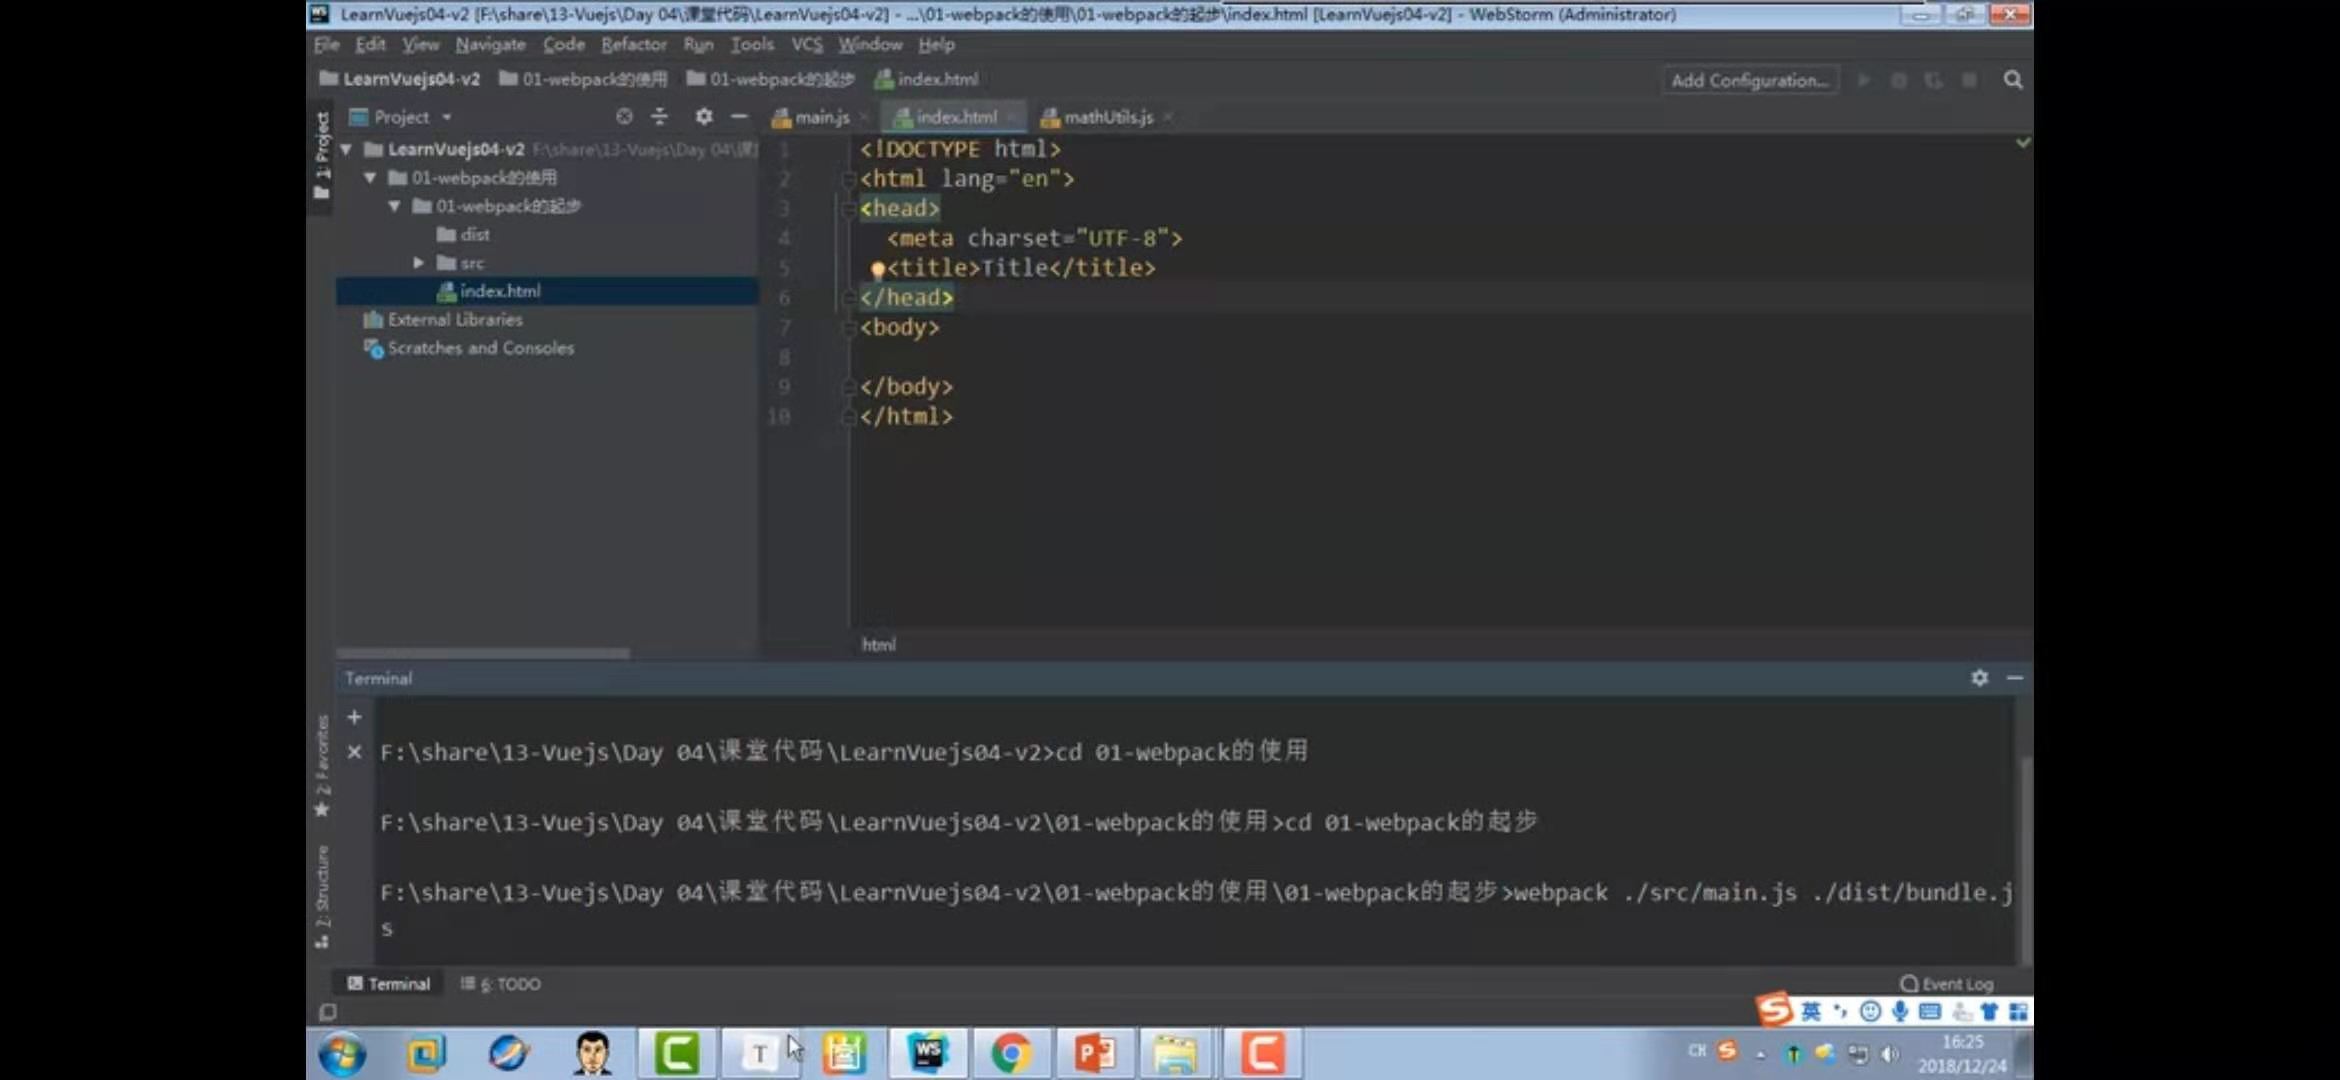 LearnVuejs04-v2 [F:\share\13-Vuejs\Day 04\课堂代码\LearnVuejs04-v2] - ...\01-webpack的使用\01-webpack的起步\index.html [LearnVuejs04-v2] - WebStorm (Administrator)
File Edit View Navigate Code Refactor Run Tools VCS Window Help
LearnVuejs04-v2 01-webpack的使用 01-webpack的起步 index.html Add Configuration...
1: Project
Project main.js index.html mathUtils.js
LearnVuejs04-v2 F:\share\13-Vuejs\Day 04\课
01-webpack的使用
01-webpack的起步
dist
src
index.html
External Libraries
Scratches and Consoles
1 <!DOCTYPE html>
2 <html lang="en">
3 <head>
4 <meta charset="UTF-8">
5 <title>Title</title>
6 </head>
7 <body>
8
9 </body>
10 </html>
html
Terminal
F:\share\13-Vuejs\Day 04\课堂代码\LearnVuejs04-v2>cd 01-webpack的使用
F:\share\13-Vuejs\Day 04\课堂代码\LearnVuejs04-v2\01-webpack的使用>cd 01-webpack的起步
F:\share\13-Vuejs\Day 04\课堂代码\LearnVuejs04-v2\01-webpack的使用\01-webpack的起步>webpack ./src/main.js ./dist/bundle.j
s
2: Favorites
Z: Structure
Terminal 6: TODO Event Log
S 英
T WS P
CH S 16:25
2018/12/24